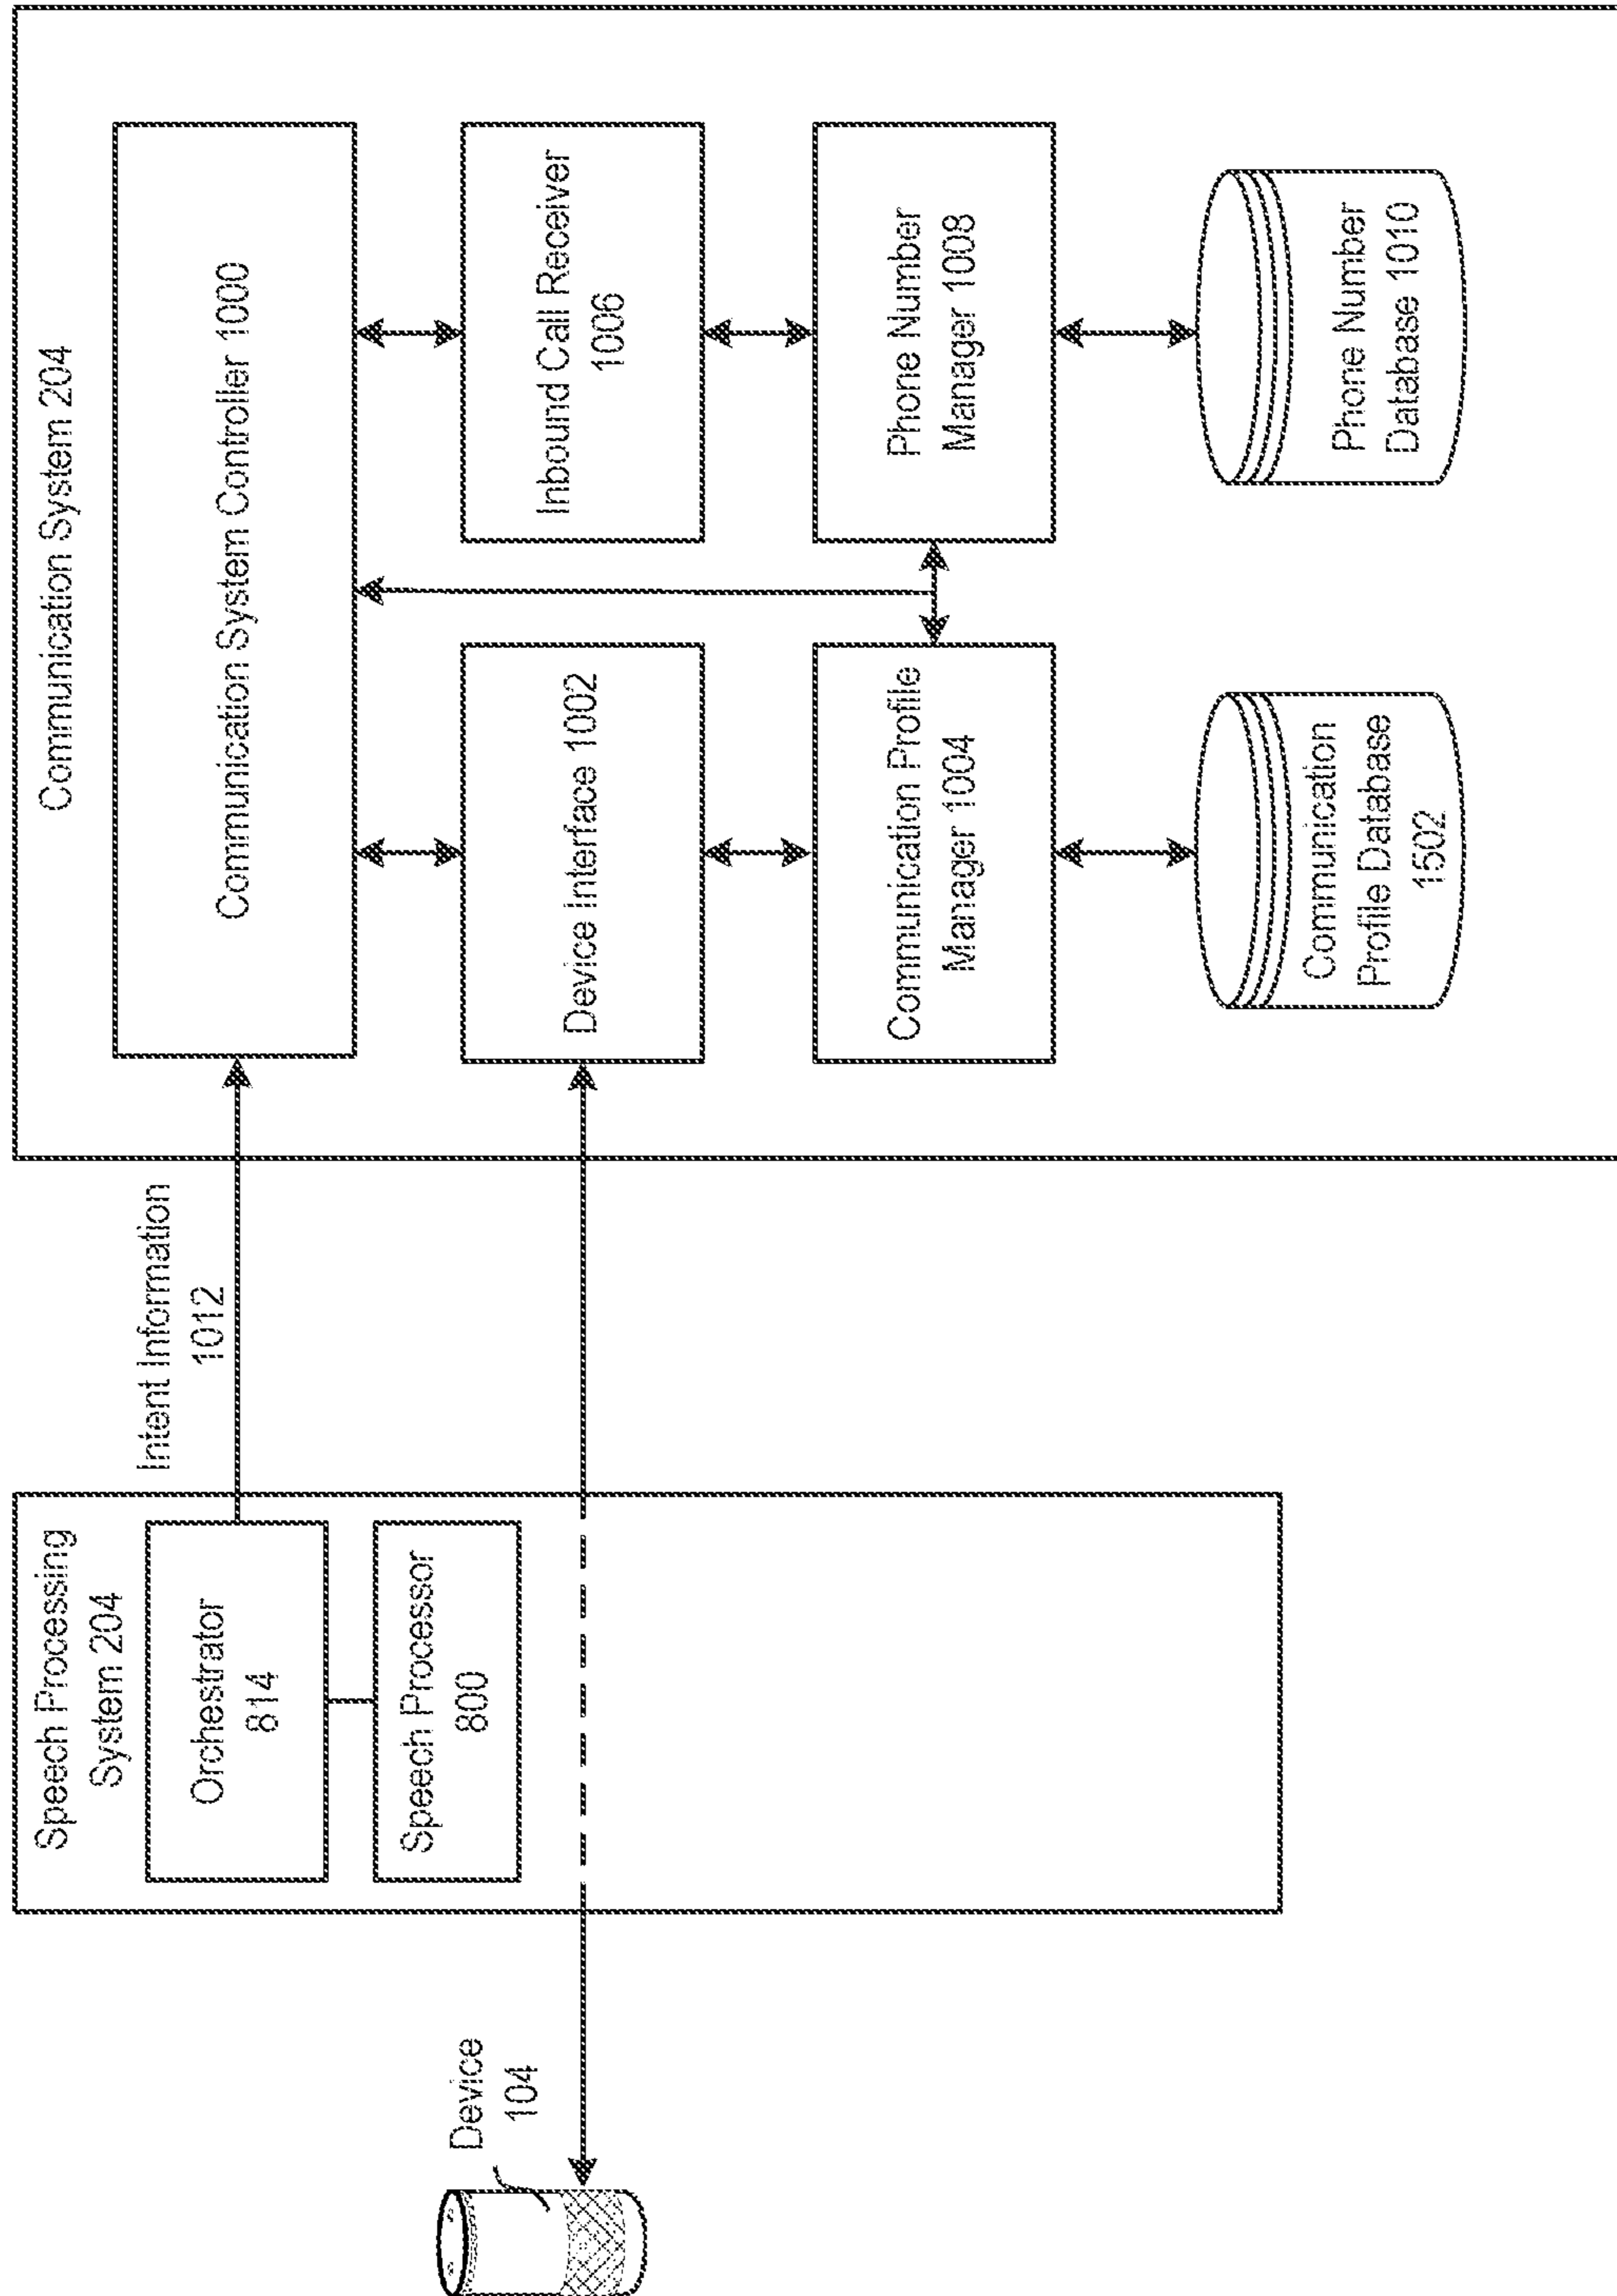 Device
104
Speech Processing
System 204
Orchestrator
814
Speech Processor
800
Intent Information
1012
Communication System 204
Communication System Controller 1000
Device Interface 1002
Inbound Call Receiver
1006
Communication Profile
Manager 1004
Phone Number
Manager 1008
Communication
Profile Database
1502
Phone Number
Database 1010